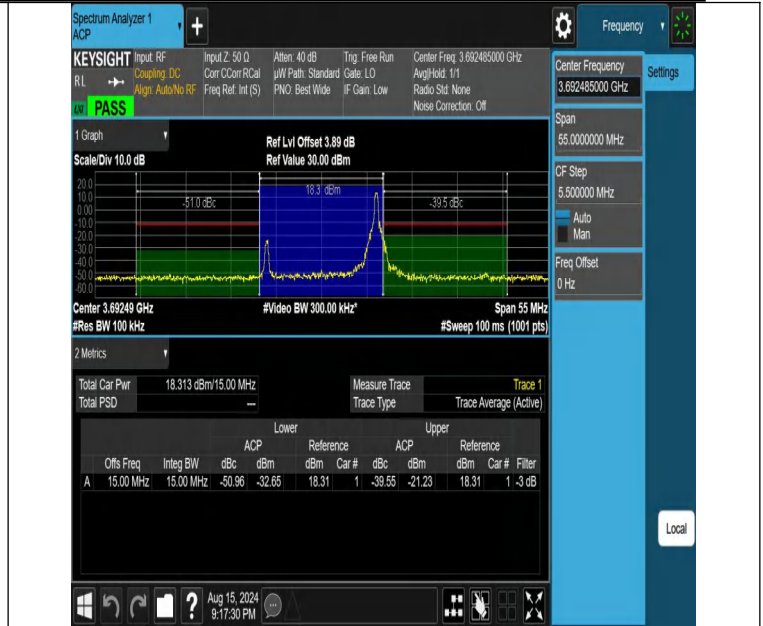 Spectrum Analyzer 1
ACP
+
Frequency
KEYSIGHT Input: RF Input Z: 50 Ω Atten: 40 dB Trig: Free Run Center Freq: 3.692485000 GHz
RL Coupling: DC Corr CCorr RCal µW Path: Standard Gate: LO Avg|Hold: 1/1
Align: Auto/No RF Freq Ref: Int (S) PNO: Best Wide IF Gain: Low Radio Std: None
PASS Noise Correction: Off
Center Frequency
3.692485000 GHz
Settings
Span
55.0000000 MHz
CF Step
5.500000 MHz
Auto
Man
Freq Offset
0 Hz
1 Graph
Ref Lvl Offset 3.89 dB
Scale/Div 10.0 dB Ref Value 30.00 dBm
20.0
10.0
0.00
-10.0
-20.0
-30.0
-40.0
-50.0
-60.0
-51.0 dBc 18.3 dBm -39.5 dBc
Center 3.69249 GHz #Video BW 300.00 kHz* Span 55 MHz
#Res BW 100 kHz #Sweep 100 ms (1001 pts)
2 Metrics
Total Car Pwr 18.313 dBm/15.00 MHz Measure Trace Trace 1
Total PSD --- Trace Type Trace Average (Active)
Lower Upper
ACP Reference ACP Reference
Offs Freq Integ BW dBc dBm dBm Car # dBc dBm dBm Car # Filter
A 15.00 MHz 15.00 MHz -50.96 -32.65 18.31 1 -39.55 -21.23 18.31 1 -3 dB
Local
? Aug 15, 2024
9:17:30 PM